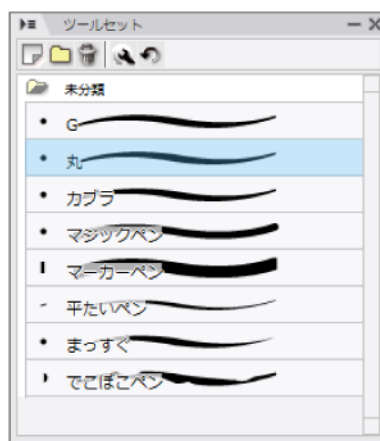 ツールセット
未分類
G
丸
カブラ
マジックペン
マーカーペン
平たいペン
まっすぐ
でこぼこペン